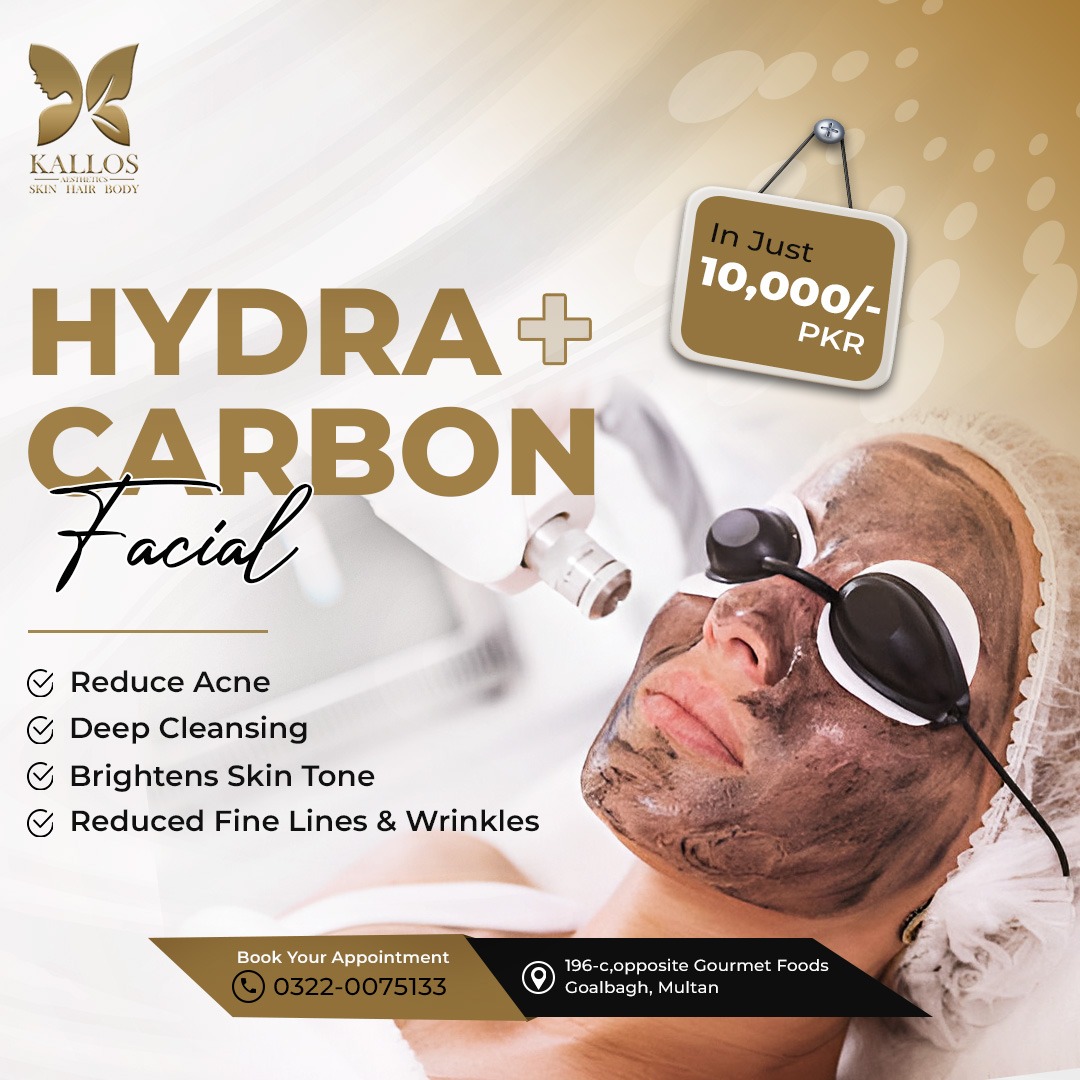 KALLOS
AESTHETICS
SKIN HAIR BODY
In Just
10,000/-
PKR
HYDRA +
CARBON
Facial
Reduce Acne
Deep Cleansing
Brightens Skin Tone
Reduced Fine Lines & Wrinkles
Book Your Appointment
0322-0075133
196-c,opposite Gourmet Foods
Goalbagh, Multan